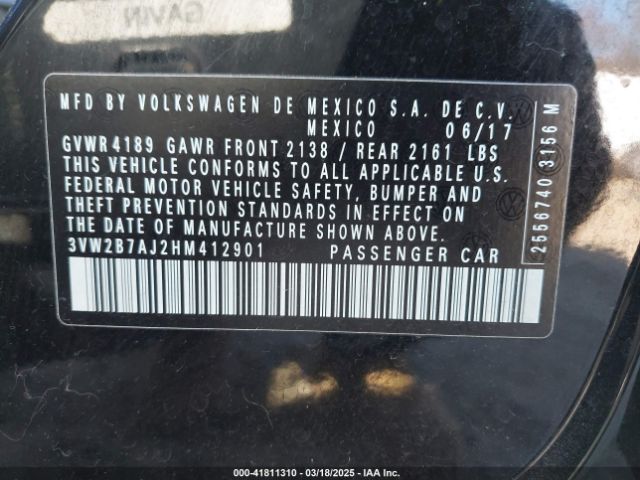 GAVIN
MFD BY VOLKSWAGEN DE MEXICO S.A. DE C.V.
MEXICO 06/17
GVWR 4189 GAWR FRONT 2138 / REAR 2161 LBS
THIS VEHICLE CONFORMS TO ALL APPLICABLE U.S.
FEDERAL MOTOR VEHICLE SAFETY, BUMPER AND
THEFT PREVENTION STANDARDS IN EFFECT ON
THE DATE OF MANUFACTURE SHOWN ABOVE.
3VW2B7AJ2HM412901 PASSENGER CAR
2556740 3156 M
000-41811310 - 03/18/2025 - IAA Inc.